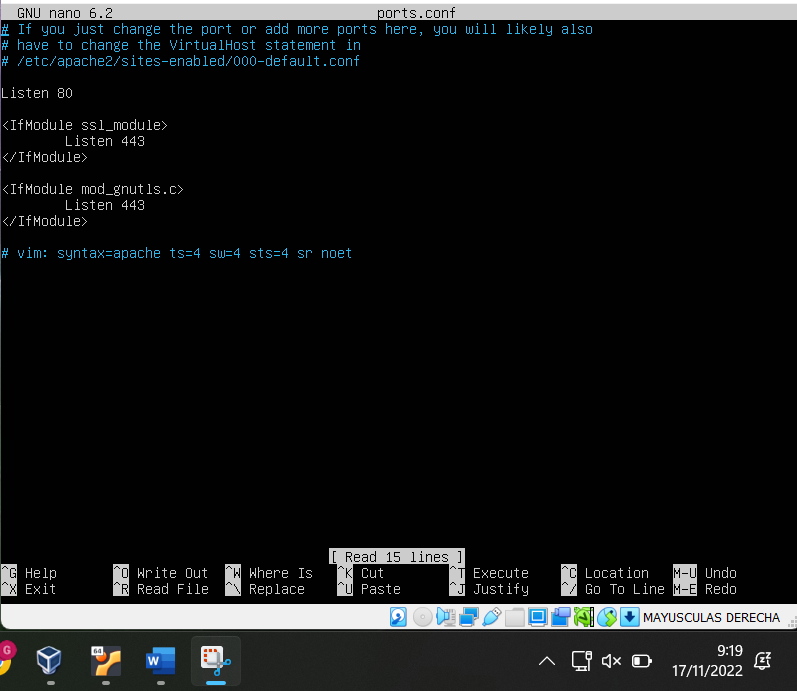 GNU nano 6.2 ports.conf
# If you just change the port or add more ports here, you will likely also
# have to change the VirtualHost statement in
# /etc/apache2/sites-enabled/000-default.conf
Listen 80
<IfModule ssl_module>
        Listen 443
</IfModule>
<IfModule mod_gnutls.c>
        Listen 443
</IfModule>
# vim: syntax=apache ts=4 sw=4 sts=4 sr noet
[ Read 15 lines ]
^G Help ^O Write Out ^W Where Is ^K Cut ^T Execute ^C Location M-U Undo
^X Exit ^R Read File ^\ Replace ^U Paste ^J Justify ^/ Go To Line M-E Redo
MAYUSCULAS DERECHA
G 64 W 9:19
17/11/2022